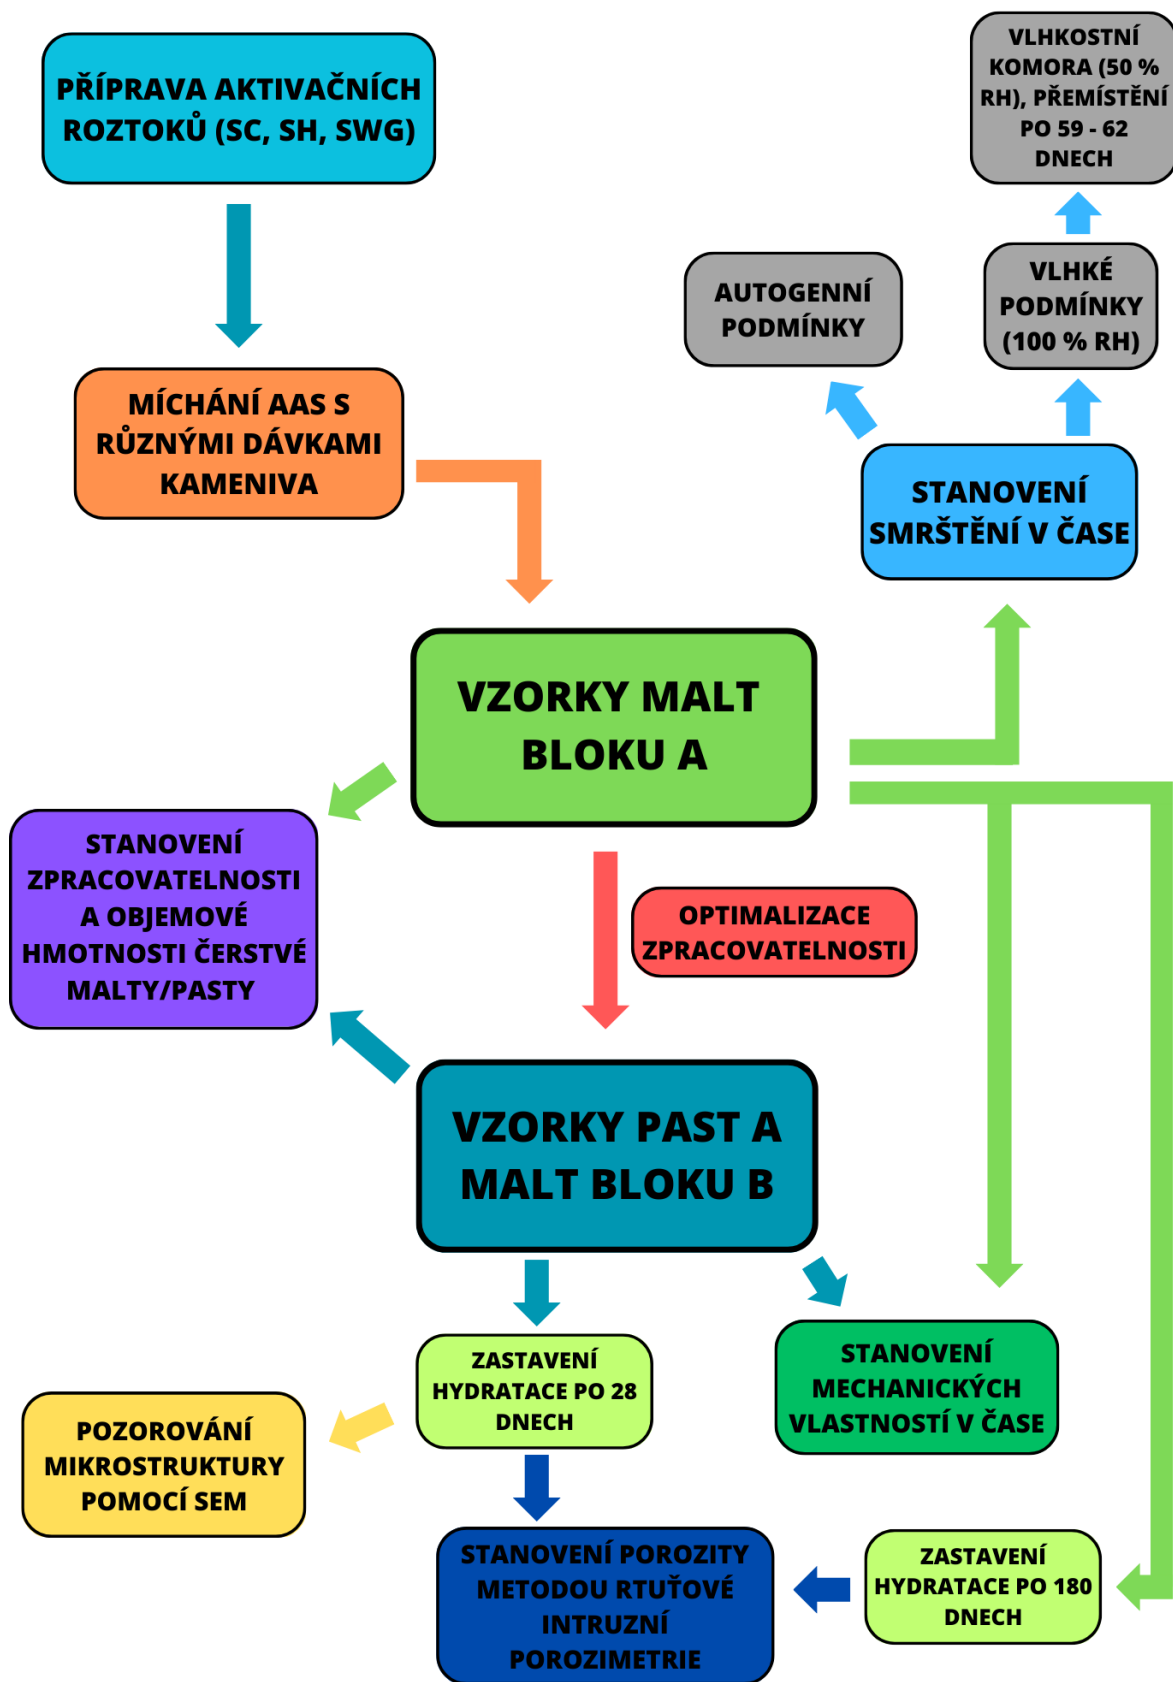 PŘÍPRAVA AKTIVAČNÍCH
ROZTOKŮ (SC, SH, SWG)
VLHKOSTNÍ
KOMORA (50 %
RH), PŘEMÍSTĚNÍ
PO 59 - 62
DNECH
AUTOGENNÍ
PODMÍNKY
VLHKÉ
PODMÍNKY
(100 % RH)
MÍCHÁNÍ AAS S
RŮZNÝMI DÁVKAMI
KAMENIVA
STANOVENÍ
SMRŠTĚNÍ V ČASE
VZORKY MALT
BLOKU A
STANOVENÍ
ZPRACOVATELNOSTI
A OBJEMOVÉ
HMOTNOSTI ČERSTVÉ
MALTY/PASTY
OPTIMALIZACE
ZPRACOVATELNOSTI
VZORKY PAST A
MALT BLOKU B
ZASTAVENÍ
HYDRATACE PO 28
DNECH
STANOVENÍ
MECHANICKÝCH
VLASTNOSTÍ V ČASE
POZOROVÁNÍ
MIKROSTRUKTURY
POMOCÍ SEM
STANOVENÍ POROZITY
METODOU RTUŤOVÉ
INTRUZNÍ
POROZIMETRIE
ZASTAVENÍ
HYDRATACE PO 180
DNECH